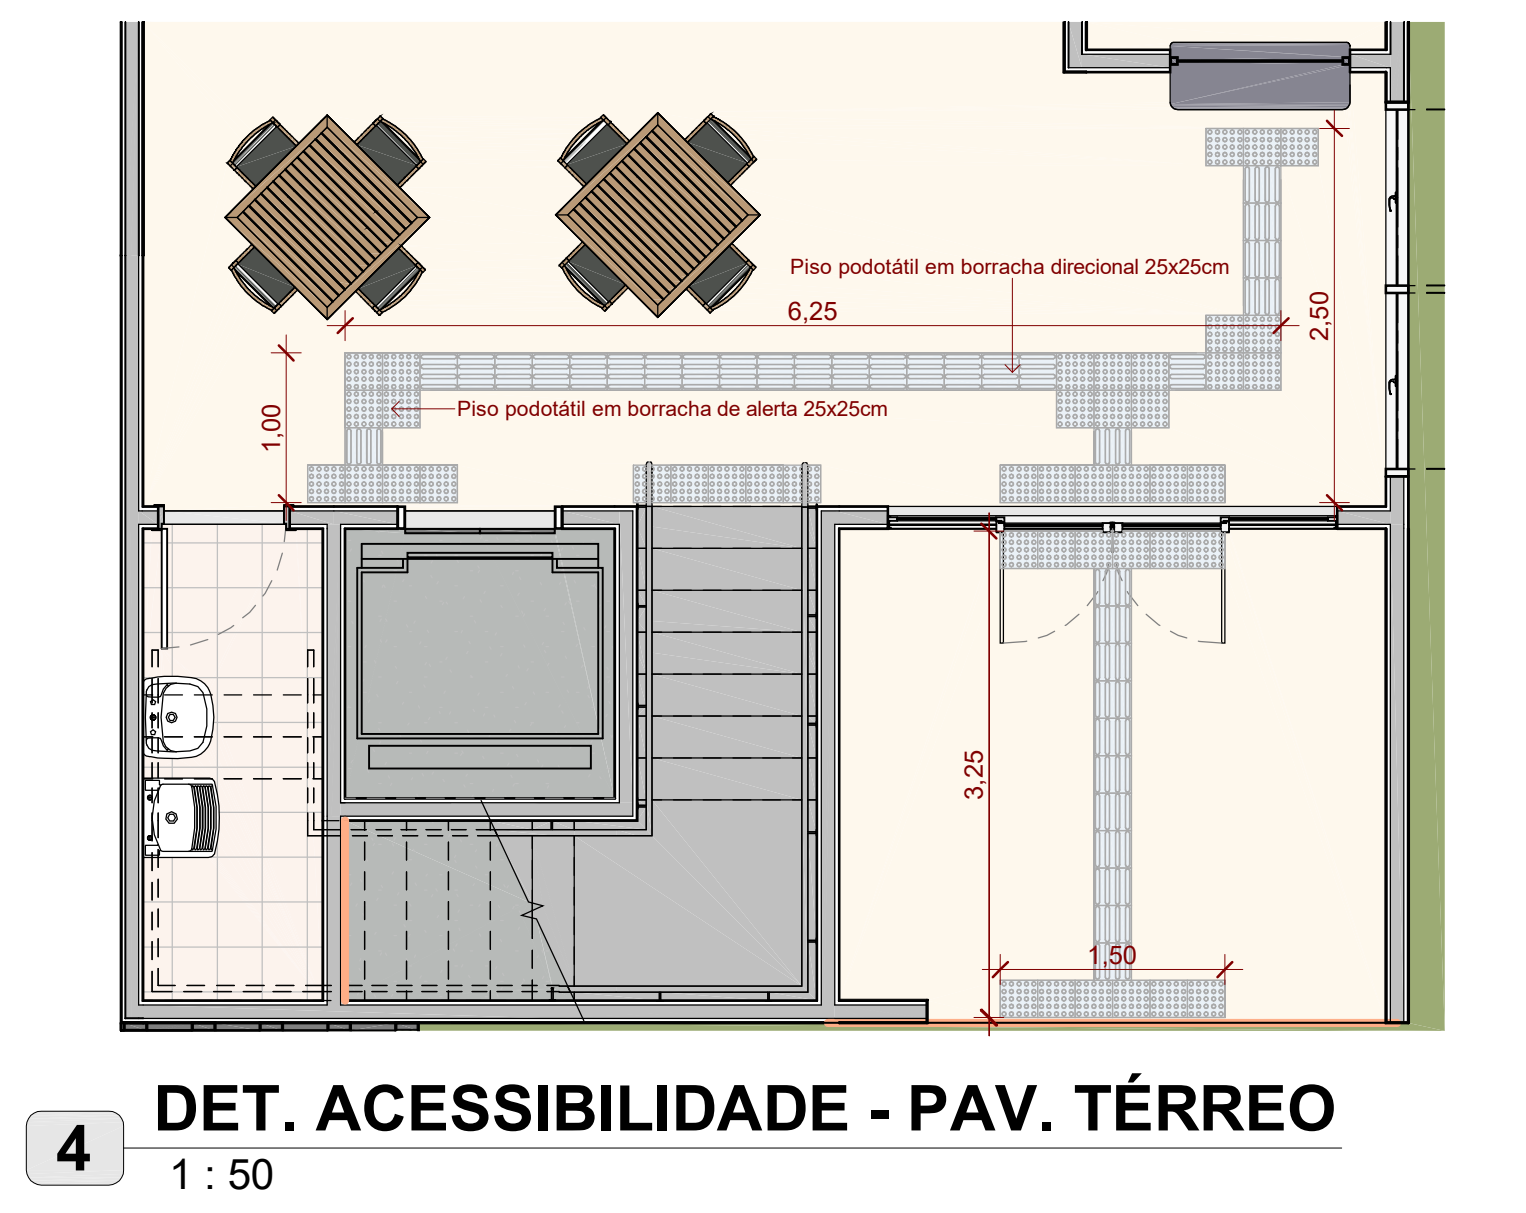 Piso podotátil em borracha direcional 25x25cm
6,25
2,50
1,00
Piso podotátil em borracha de alerta 25x25cm
3,25
1,50
DET. ACESSIBILIDADE - PAV. TÉRREO
4
1 : 50